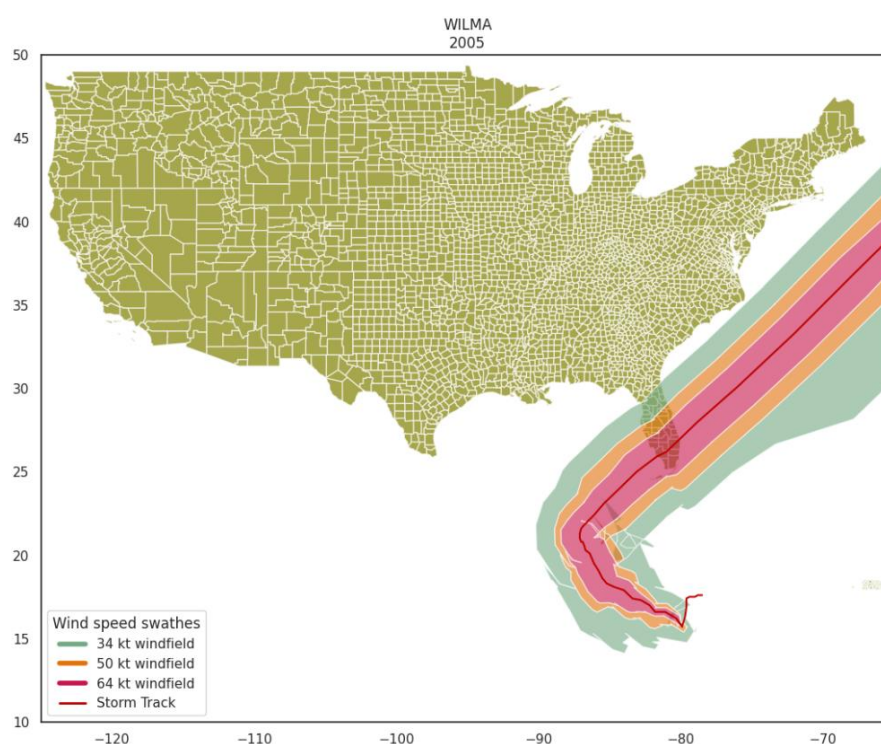 WILMA
2005
50
45
40
35
30
25
20
15
10
Wind speed swathes
34 kt windfield
50 kt windfield
64 kt windfield
Storm Track
−120 −110 −100 −90 −80 −70